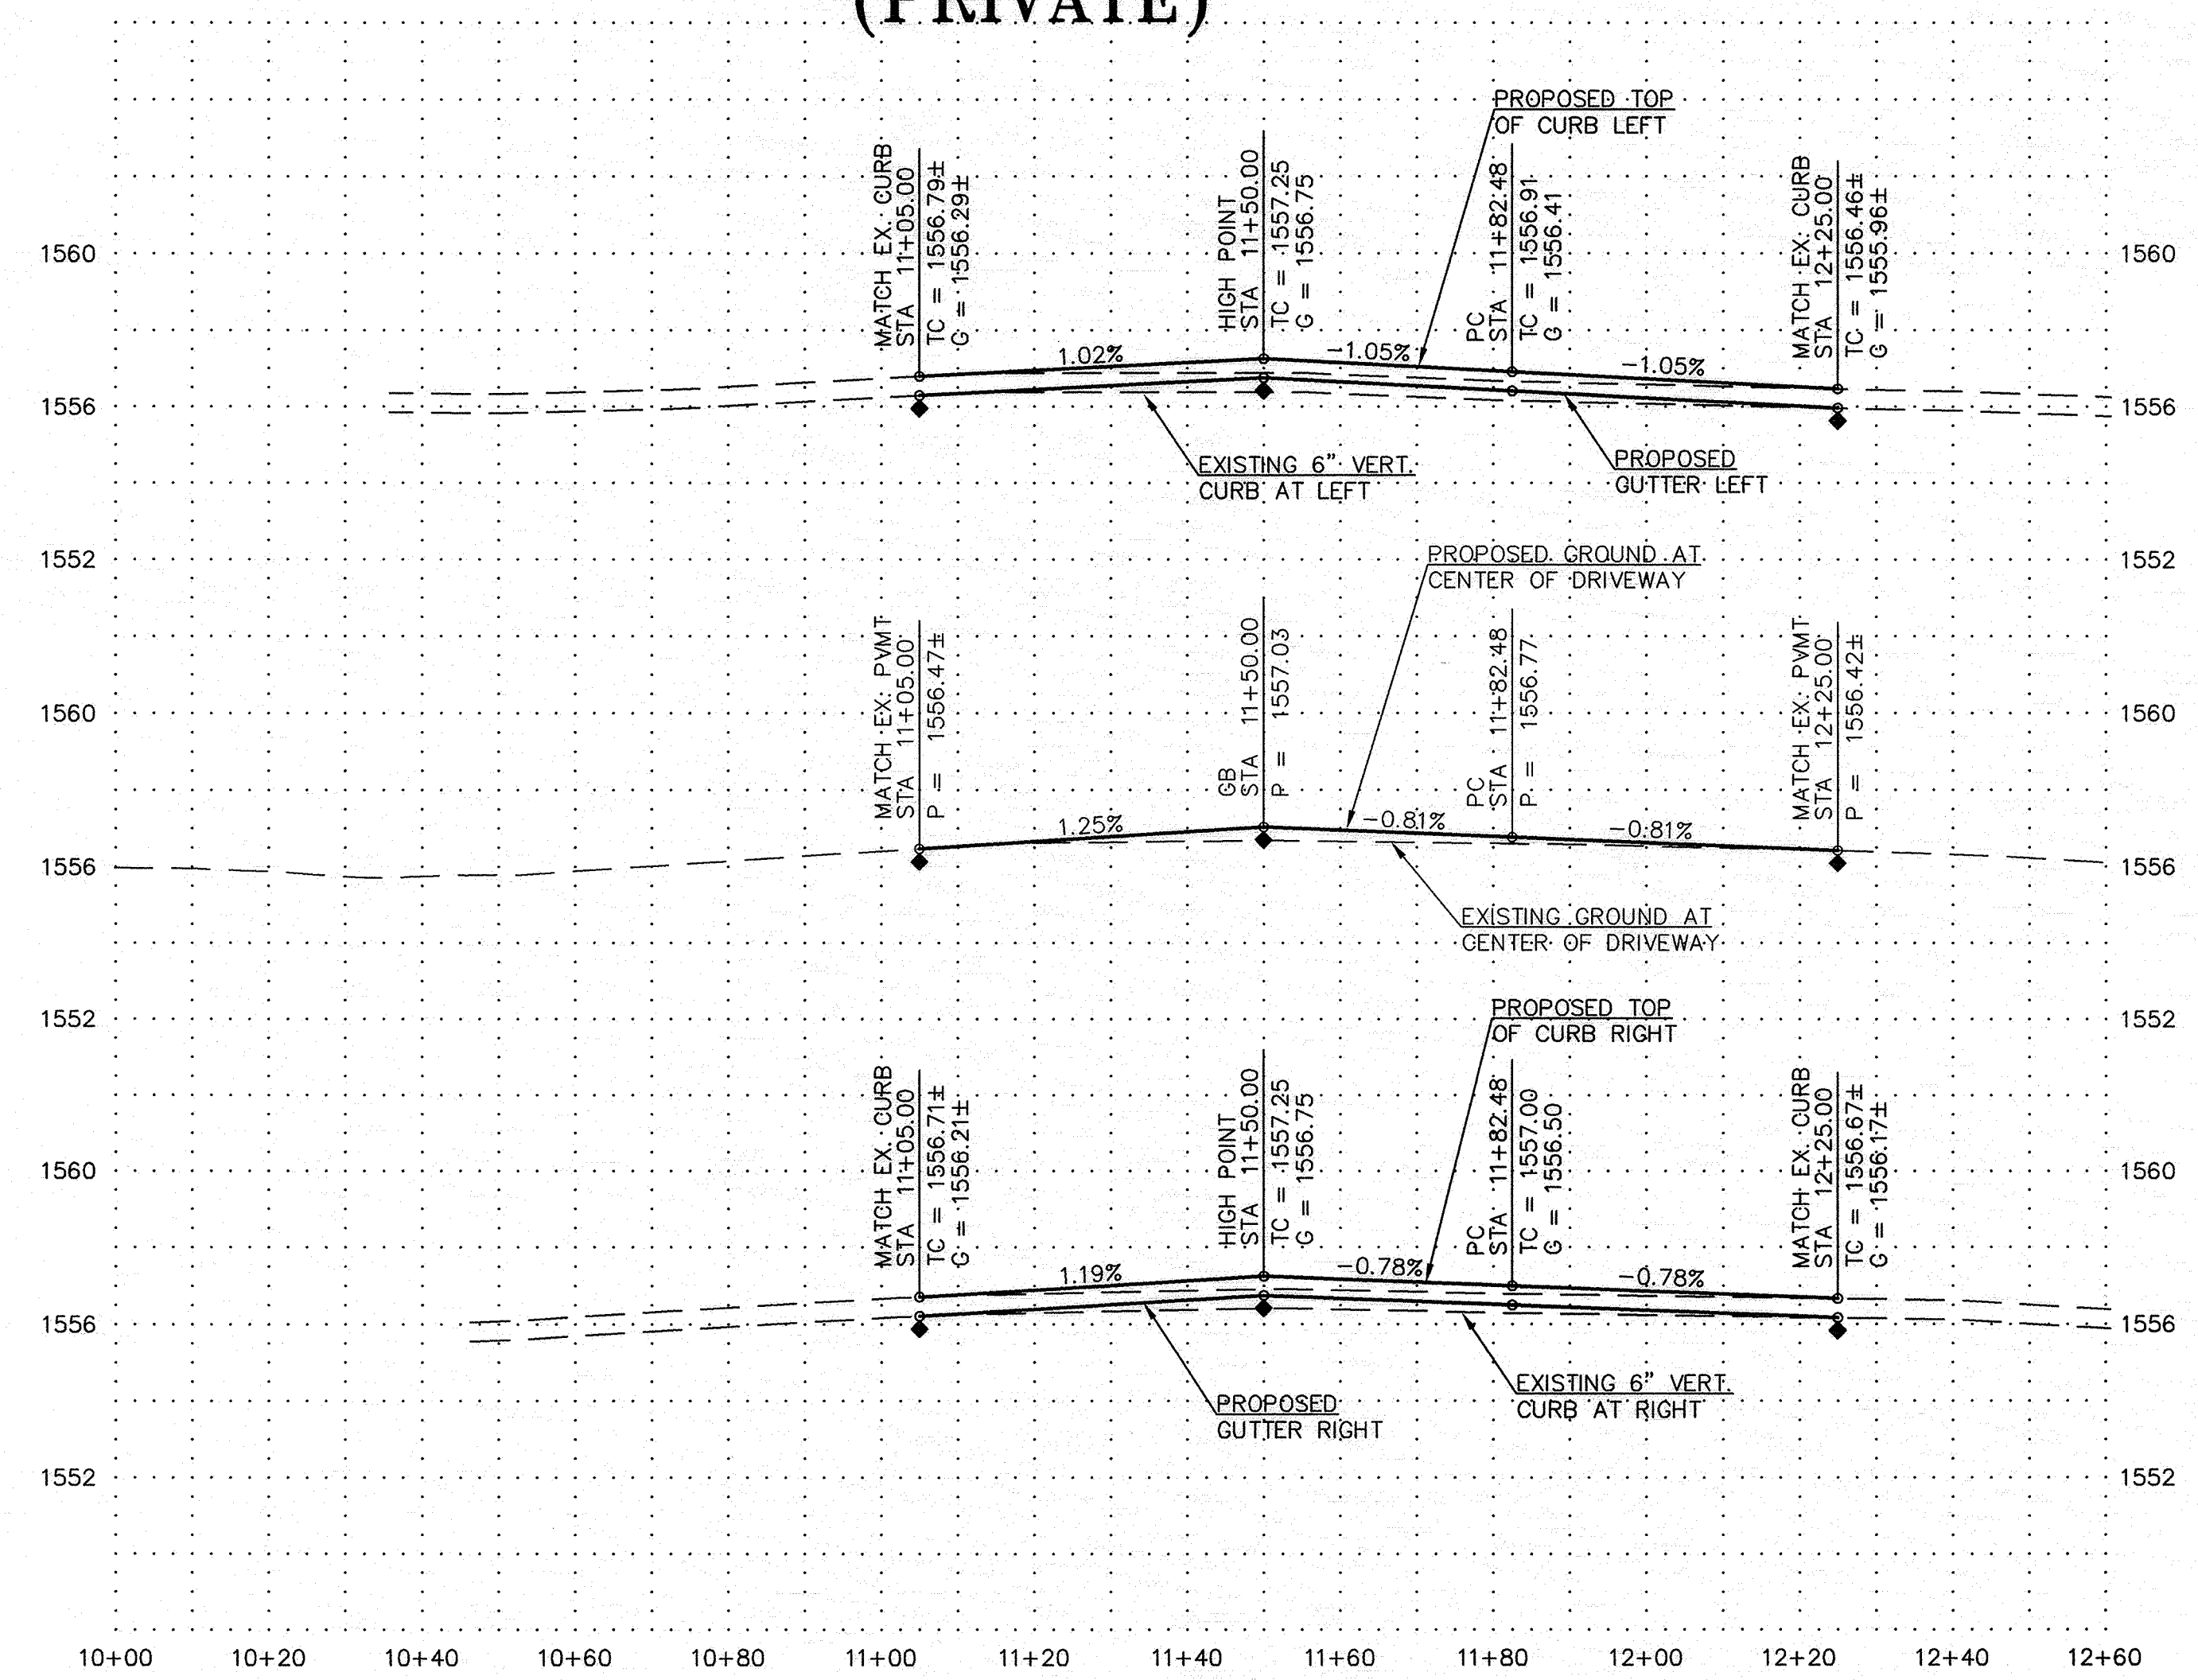 (PRIVATE)
PROPOSED TOP
OF CURB LEFT
MATCH EX. CURB
STA 11+05.00
TC = 1556.79±
G = 1556.29±
HIGH POINT
STA 11+50.00
TC = 1557.25
G = 1556.75
PC
STA 11+82.48
TC = 1556.91
G = 1556.41
MATCH EX. CURB
STA 12+25.00
TC = 1556.46±
G = 1555.96±
1560
1560
1.02%
-1.05%
-1.05%
1556
1556
EXISTING 6" VERT.
CURB AT LEFT
PROPOSED
GUTTER LEFT
1552
1552
PROPOSED GROUND AT
CENTER OF DRIVEWAY
MATCH EX. PVMT
STA 11+05.00
P = 1556.47±
GB
STA 11+50.00
P = 1557.03
PC
STA 11+82.48
P = 1556.77
MATCH EX. PVMT
STA 12+25.00
P = 1556.42±
1560
1560
1.25%
-0.81%
-0.81%
1556
1556
EXISTING GROUND AT
CENTER OF DRIVEWAY
1552
1552
PROPOSED TOP
OF CURB RIGHT
MATCH EX. CURB
STA 11+05.00
TC = 1556.71±
G = 1556.21±
HIGH POINT
STA 11+50.00
TC = 1557.25
G = 1556.75
PC
STA 11+82.48
TC = 1557.00
G = 1556.50
MATCH EX. CURB
STA 12+25.00
TC = 1556.67±
G = 1556.17±
1560
1560
1.19%
-0.78%
-0.78%
1556
1556
EXISTING 6" VERT.
CURB AT RIGHT
PROPOSED
GUTTER RIGHT
1552
1552
10+00 10+20 10+40 10+60 10+80 11+00 11+20 11+40 11+60 11+80 12+00 12+20 12+40 12+60